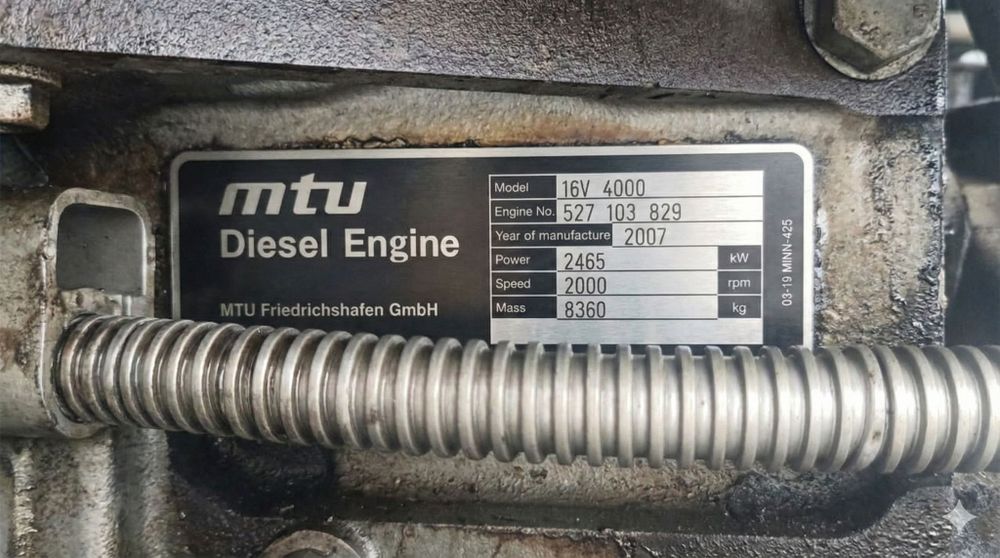 mtu
Diesel Engine
MTU Friedrichshafen GmbH
Model 16V 4000
Engine No. 527 103 829
Year of manufacture 2007
Power 2465 kW
Speed 2000 rpm
Mass 8360 kg
03-19 MINN-425